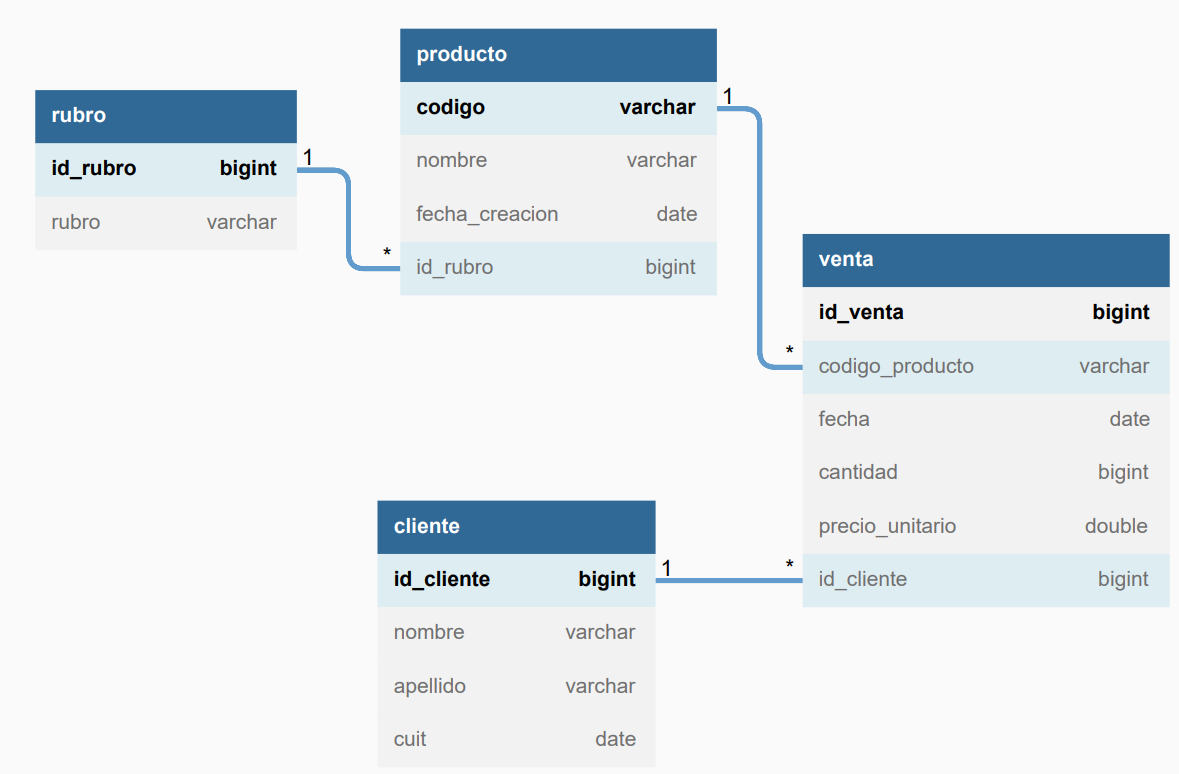 rubro
id_rubro bigint
rubro varchar
1
*
producto
codigo varchar
nombre varchar
fecha_creacion date
id_rubro bigint
1
*
venta
id_venta bigint
codigo_producto varchar
fecha date
cantidad bigint
precio_unitario double
id_cliente bigint
cliente
id_cliente bigint
nombre varchar
apellido varchar
cuit date
1
*